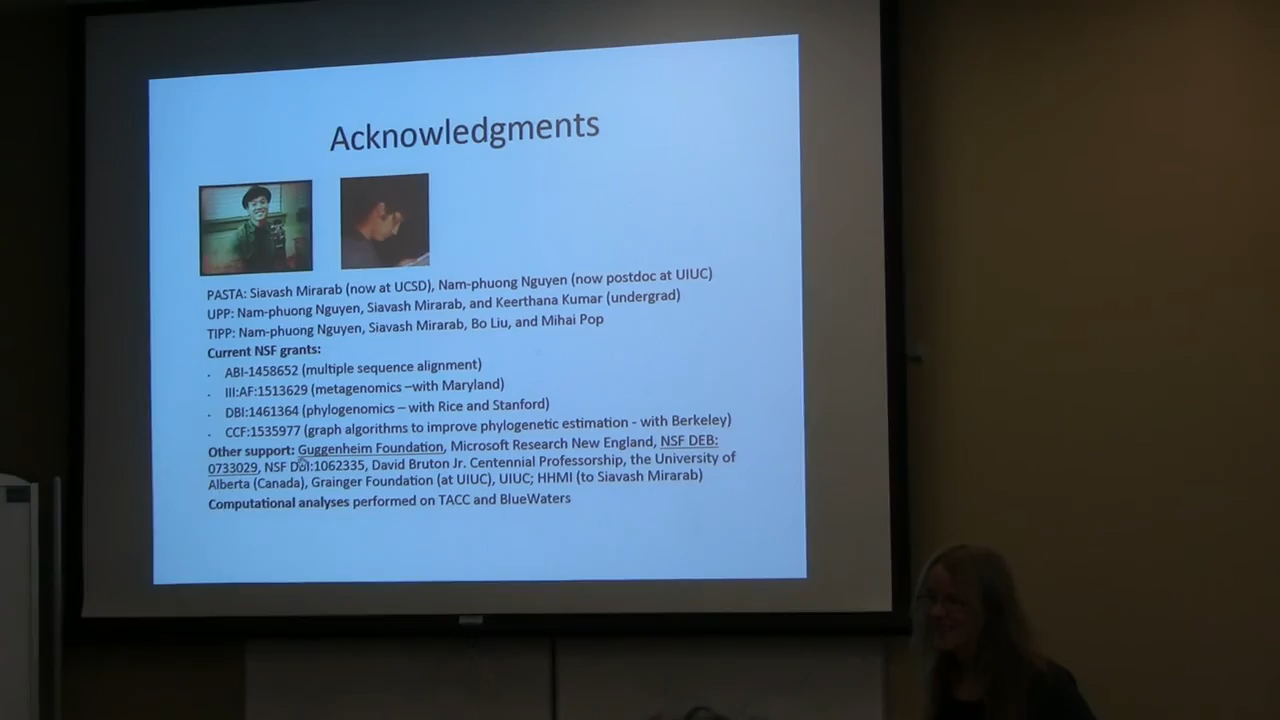 Acknowledgments
PASTA: Siavash Mirarab (now at UCSD), Nam-phuong Nguyen (now postdoc at UIUC)
UPP: Nam-phuong Nguyen, Siavash Mirarab, and Keerthana Kumar (undergrad)
TIPP: Nam-phuong Nguyen, Siavash Mirarab, Bo Liu, and Mihai Pop
Current NSF grants:
· ABI-1458652 (multiple sequence alignment)
· III:AF:1513629 (metagenomics –with Maryland)
· DBI:1461364 (phylogenomics – with Rice and Stanford)
· CCF:1535977 (graph algorithms to improve phylogenetic estimation - with Berkeley)
Other support: Guggenheim Foundation, Microsoft Research New England, NSF DEB:
0733029, NSF :1062335, David Bruton Jr. Centennial Professorship, the University of
Alberta (Canada), Grainger Foundation (at UIUC), UIUC; HHMI (to Siavash Mirarab)
Computational analyses performed on TACC and BlueWaters